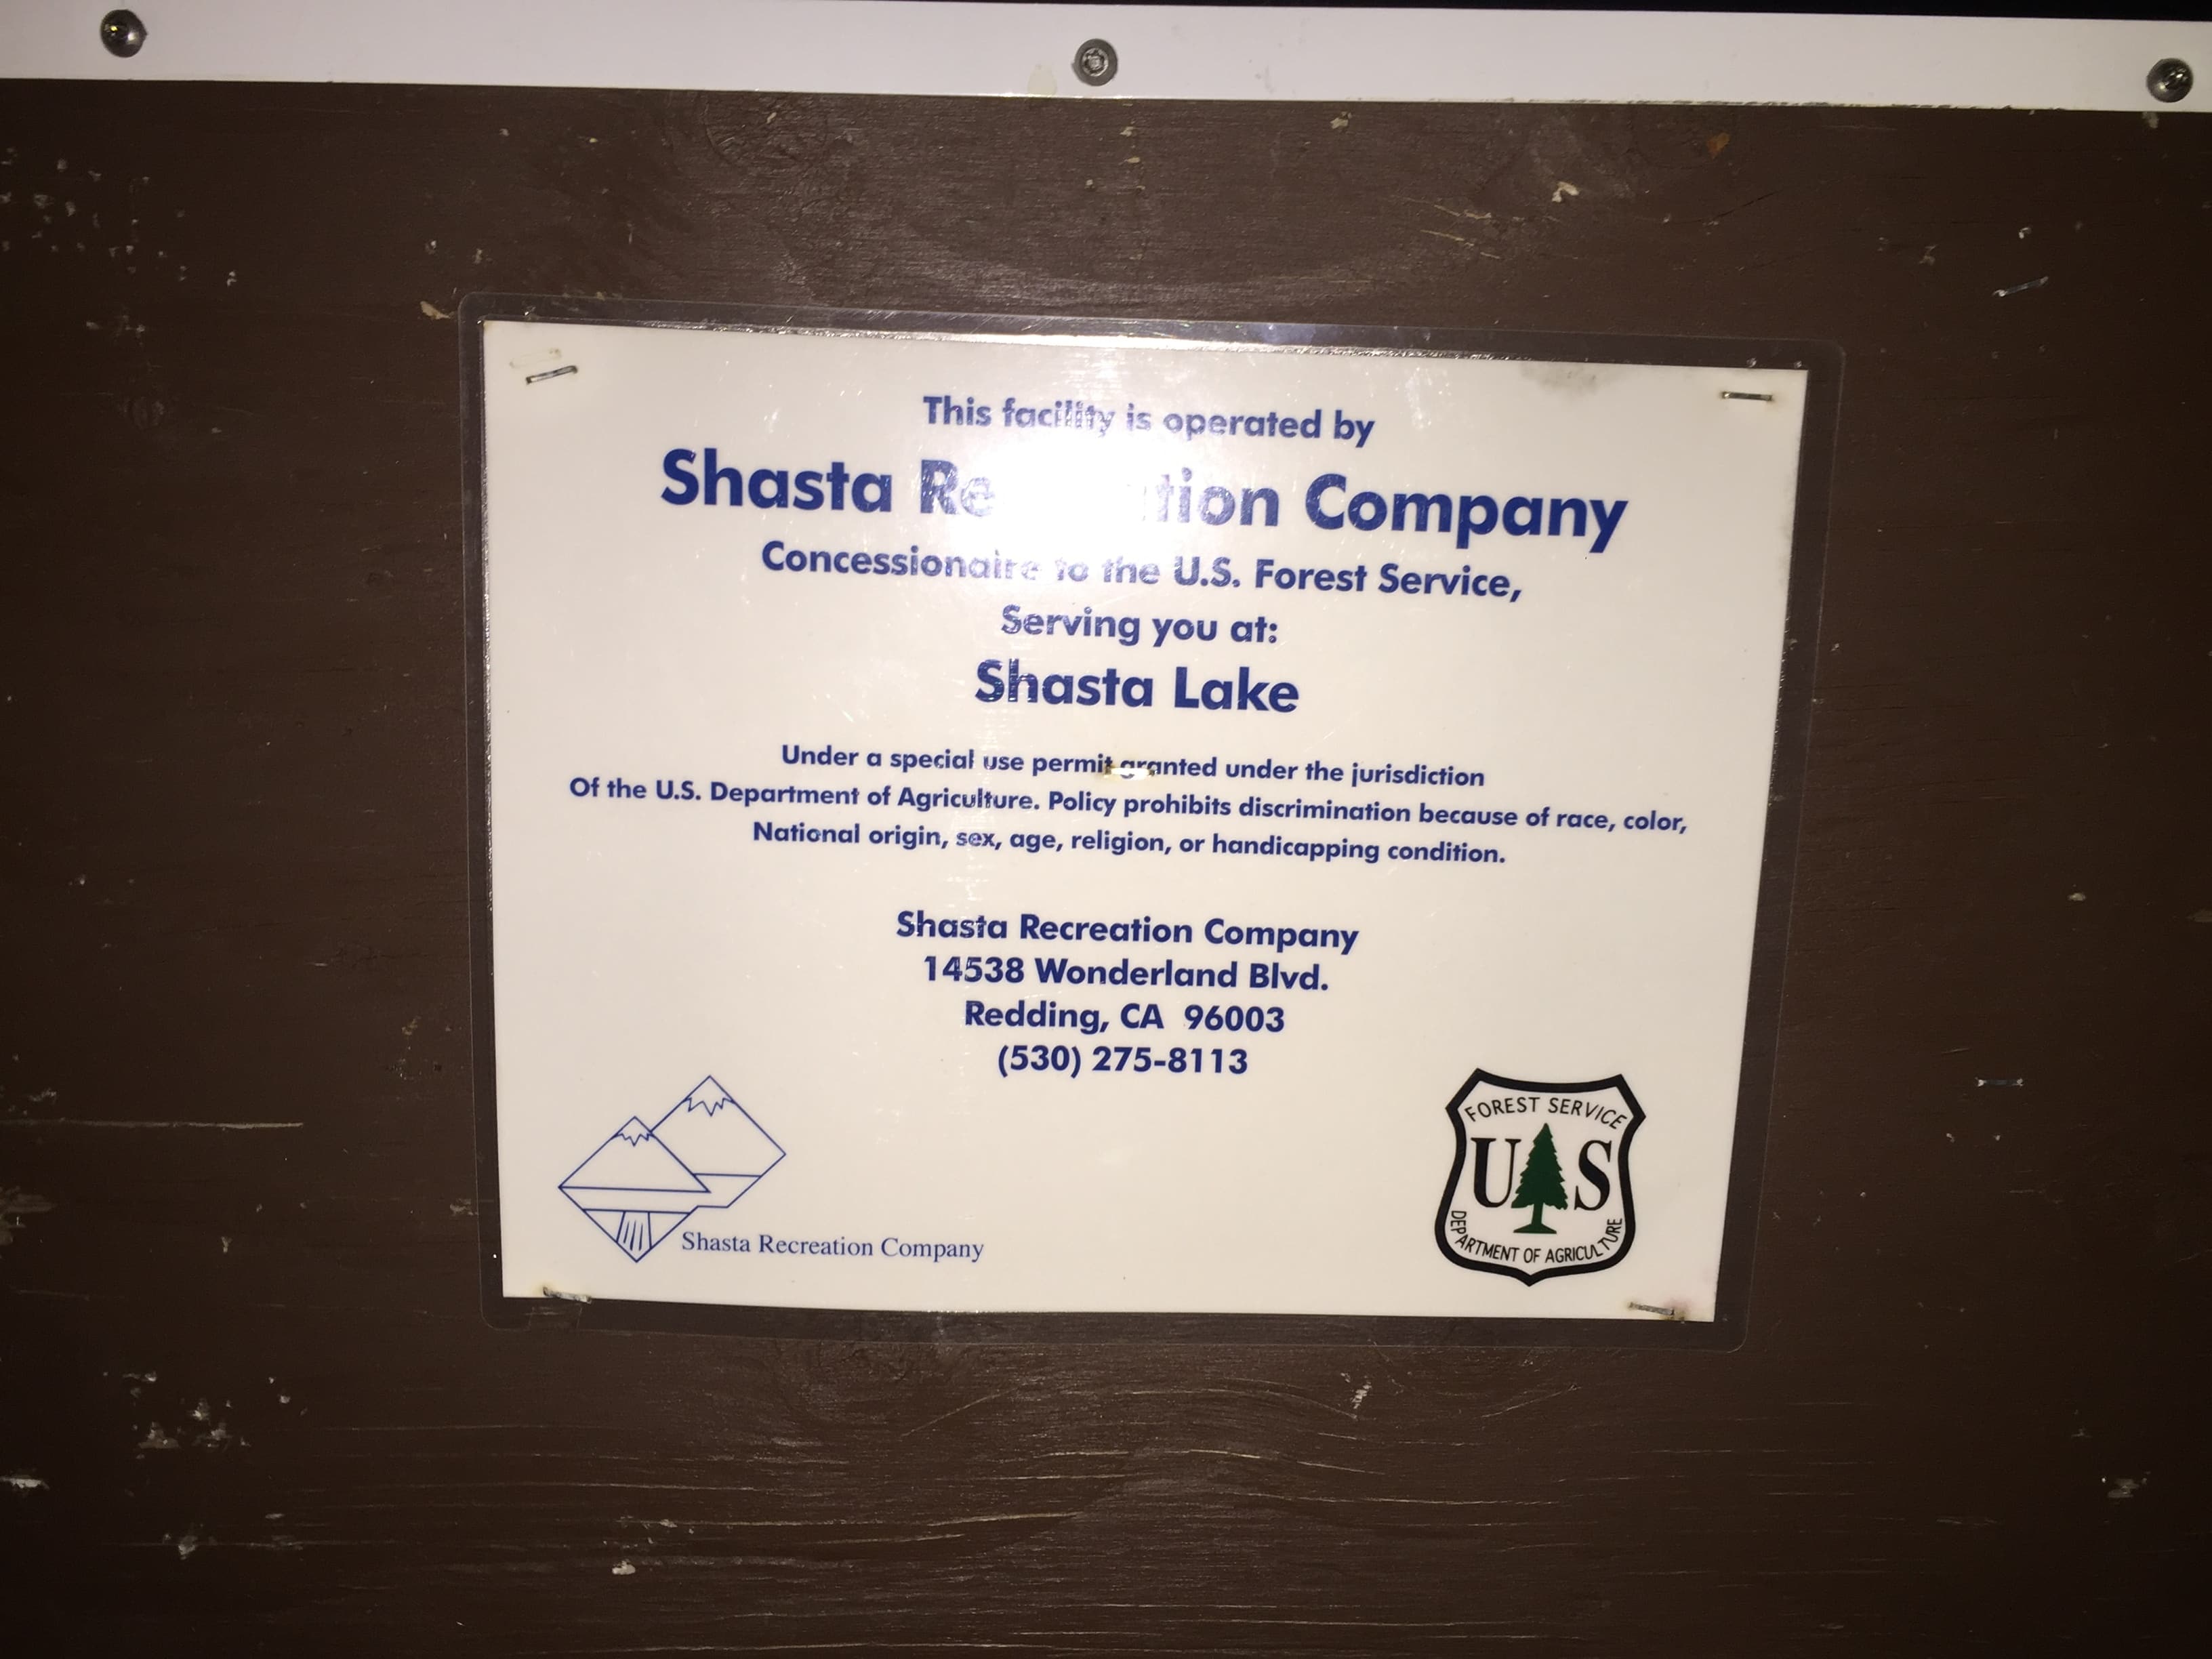 This facility is operated by
Shasta Recreation Company
Concessionaire to the U.S. Forest Service,
Serving you at:
Shasta Lake
Under a special use permit granted under the jurisdiction
Of the U.S. Department of Agriculture. Policy prohibits discrimination because of race, color,
National origin, sex, age, religion, or handicapping condition.
Shasta Recreation Company
14538 Wonderland Blvd.
Redding, CA 96003
(530) 275-8113
Shasta Recreation Company
FOREST SERVICE
U S
DEPARTMENT OF AGRICULTURE